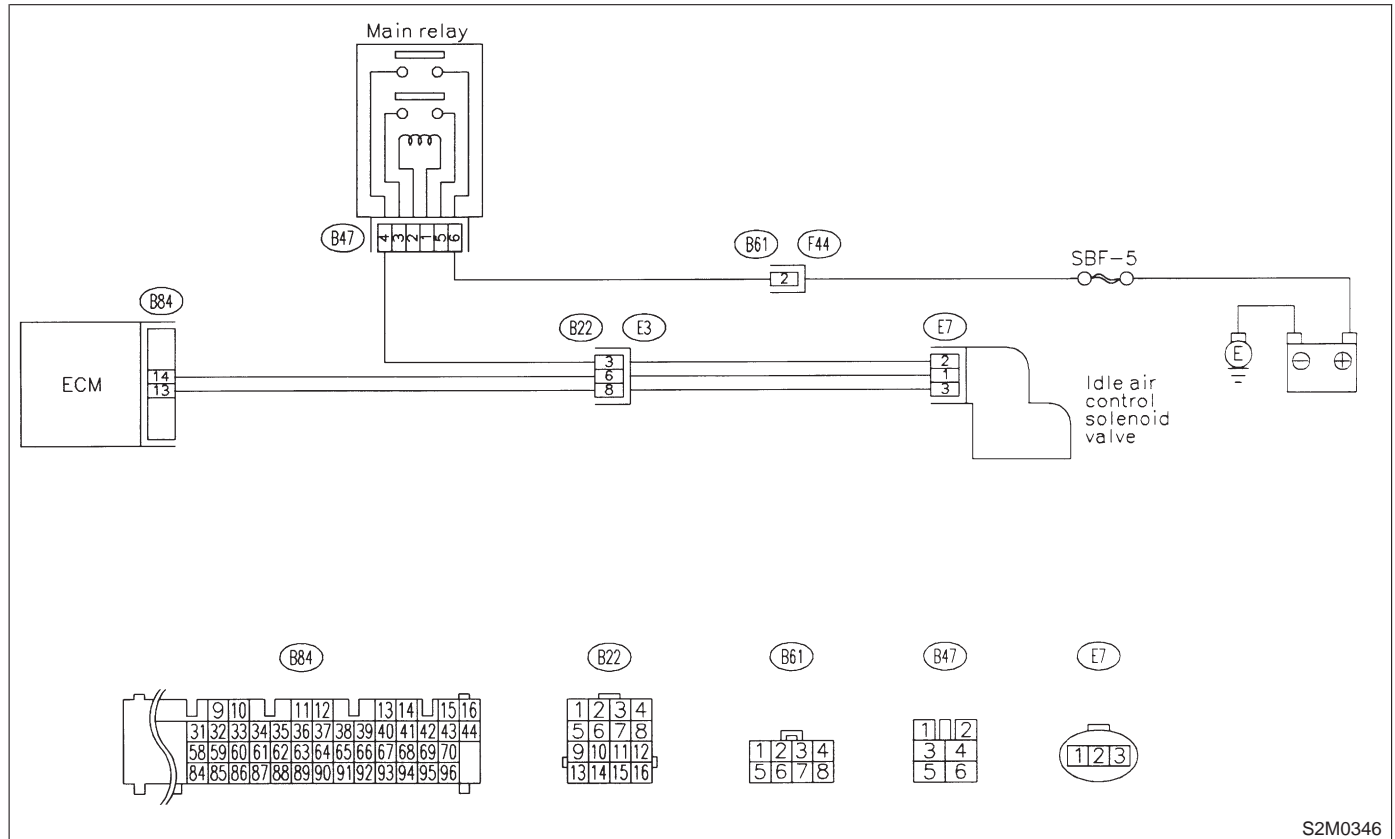 Main relay
B47
4 3 2 1 5 6
B61 F44
2
SBF-5
B84
B22 E3
E7
E
⊖ ⊕
ECM
14
13
3
6
8
2
1
3
Idle air
control
solenoid
valve
B84
B22
B61
B47
E7
9 10 11 12 13 14 15 16
31 32 33 34 35 36 37 38 39 40 41 42 43 44
58 59 60 61 62 63 64 65 66 67 68 69 70
84 85 86 87 88 89 90 91 92 93 94 95 96
1 2 3 4
5 6 7 8
9 10 11 12
13 14 15 16
1 2 3 4
5 6 7 8
1 2
3 4
5 6
1 2 3
S2M0346